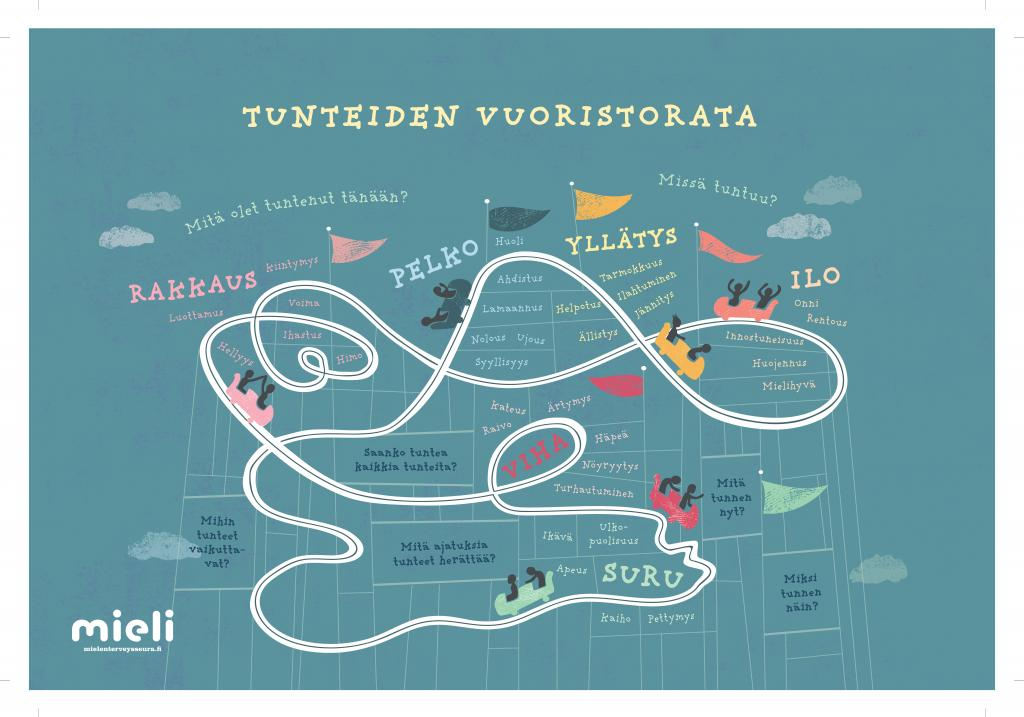 TUNTEIDEN VUORISTORATA
Mitä olet tuntenut tänään?
Missä tuntuu?
RAKKAUS
Kiintymys
Luottamus
Voima
Ihastus
Himo
Hellyys
PELKO
Huoli
Ahdistus
Lamaannus
Nolous Ujous
Syyllisyys
YLLÄTYS
Tarmokkuus
Ilahtuminen
Jännitys
Helpotus
Ällistys
ILO
Onni
Rentous
Innostuneisuus
Huojennus
Mielihyvä
Kateus
Ärtymys
Raivo
VIHA
Häpeä
Nöyryytys
Turhautuminen
Saanko tuntea
kaikkia tunteita?
Mitä
tunnen
nyt?
Mihin
tunteet
vaikutta-
vat?
Mitä ajatuksia
tunteet herättää?
Ikävä
Ulko-
puolisuus
Apeus
SURU
Kaiho
Pettymys
Miksi
tunnen
näin?
mieli
mielenterveysseura.fi